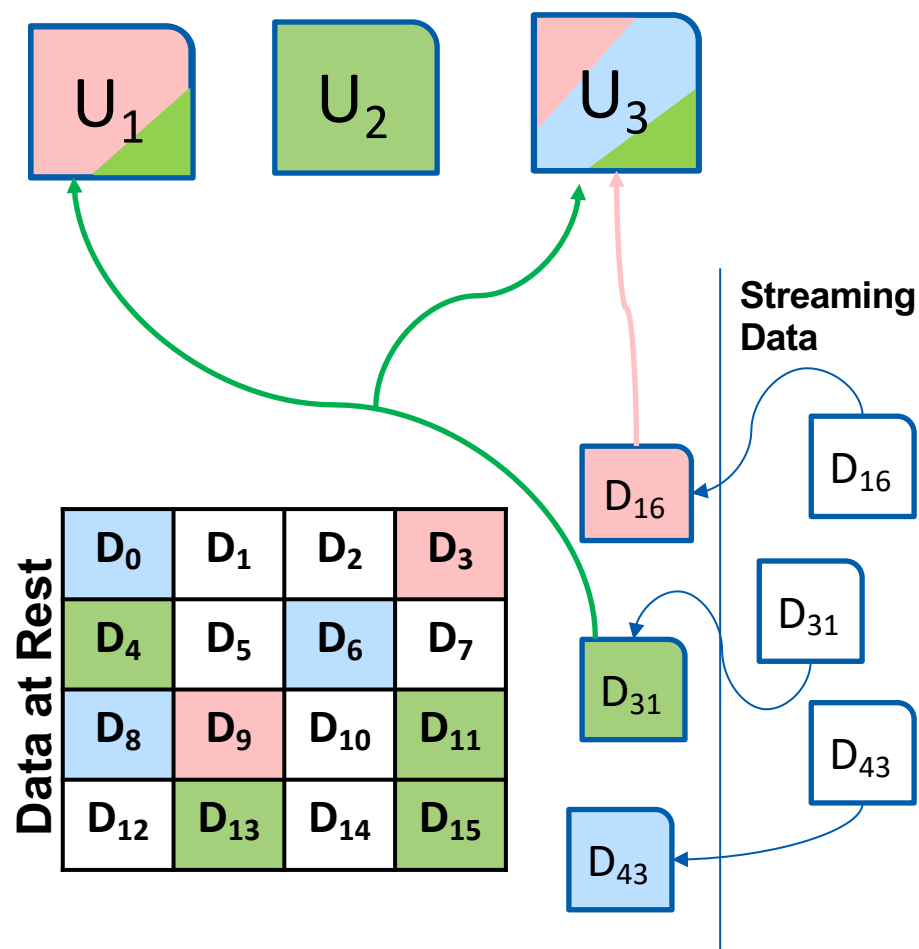 U₁ U₂ U₃
Streaming
Data
D₁₆ D₁₆
Data at Rest
D₀ D₁ D₂ D₃
D₄ D₅ D₆ D₇
D₈ D₉ D₁₀ D₁₁
D₁₂ D₁₃ D₁₄ D₁₅
D₃₁
D₃₁
D₄₃
D₄₃